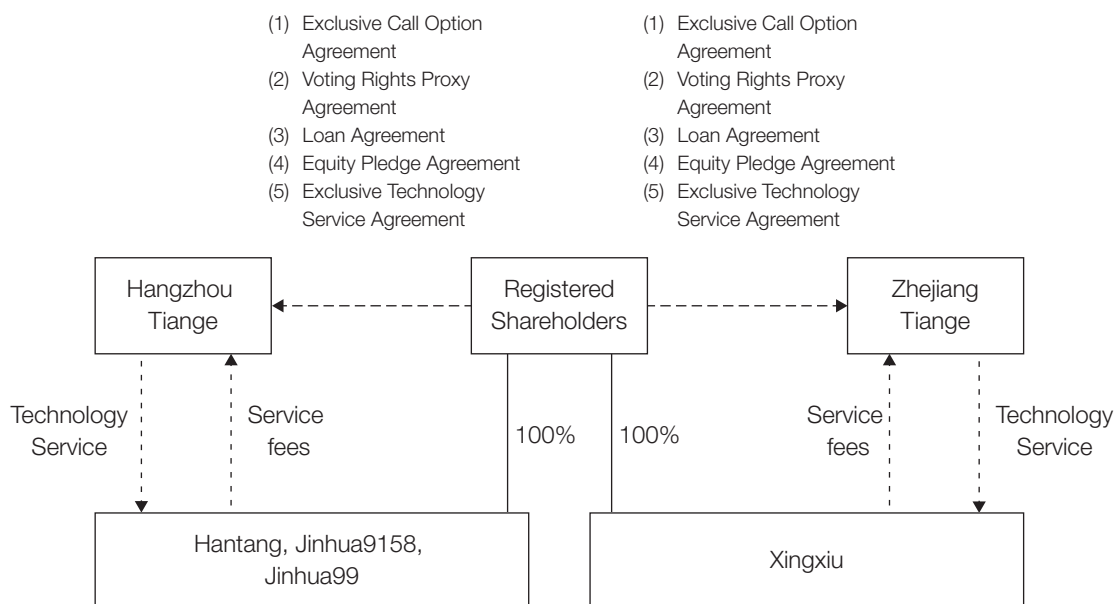 (1) Exclusive Call Option
Agreement
(2) Voting Rights Proxy
Agreement
(3) Loan Agreement
(4) Equity Pledge Agreement
(5) Exclusive Technology
Service Agreement
(1) Exclusive Call Option
Agreement
(2) Voting Rights Proxy
Agreement
(3) Loan Agreement
(4) Equity Pledge Agreement
(5) Exclusive Technology
Service Agreement
Hangzhou
Tiange
Registered
Shareholders
Zhejiang
Tiange
Technology
Service
Service
fees
100%
100%
Service
fees
Technology
Service
Hantang, Jinhua9158,
Jinhua99
Xingxiu